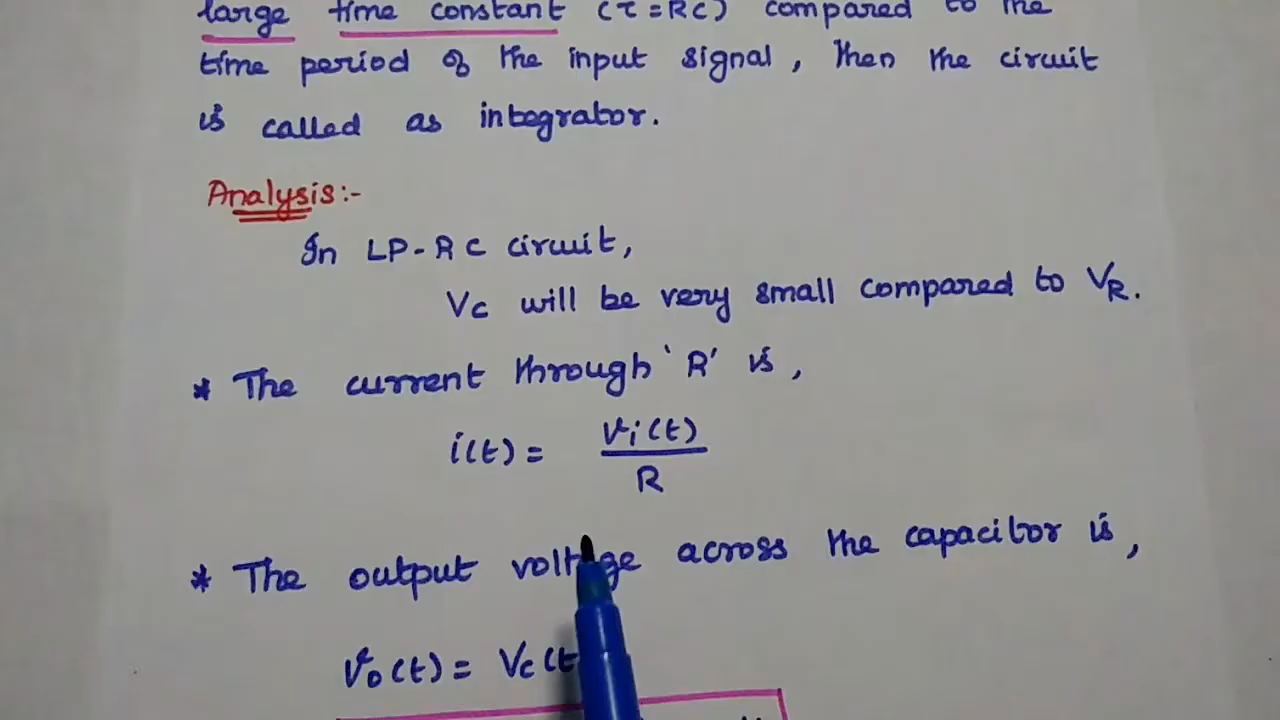 large time constant (τ=RC) compared to the
time period of the input signal, then the circuit
is called as integrator.
Analysis:-
In LP-RC circuit,
Vc will be very small compared to VR.
* The current through 'R' is,
i(t) = vi(t)
R
* The output voltage across the capacitor is,
vo(t) = Vc(t